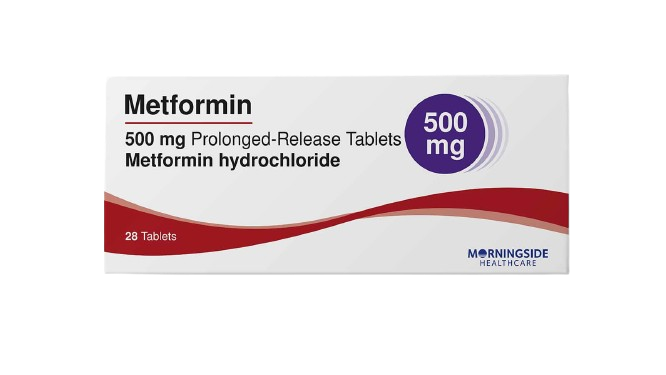 Metformin
500 mg Prolonged-Release Tablets
Metformin hydrochloride
500
mg
28 Tablets
MORNINGSIDE
HEALTHCARE